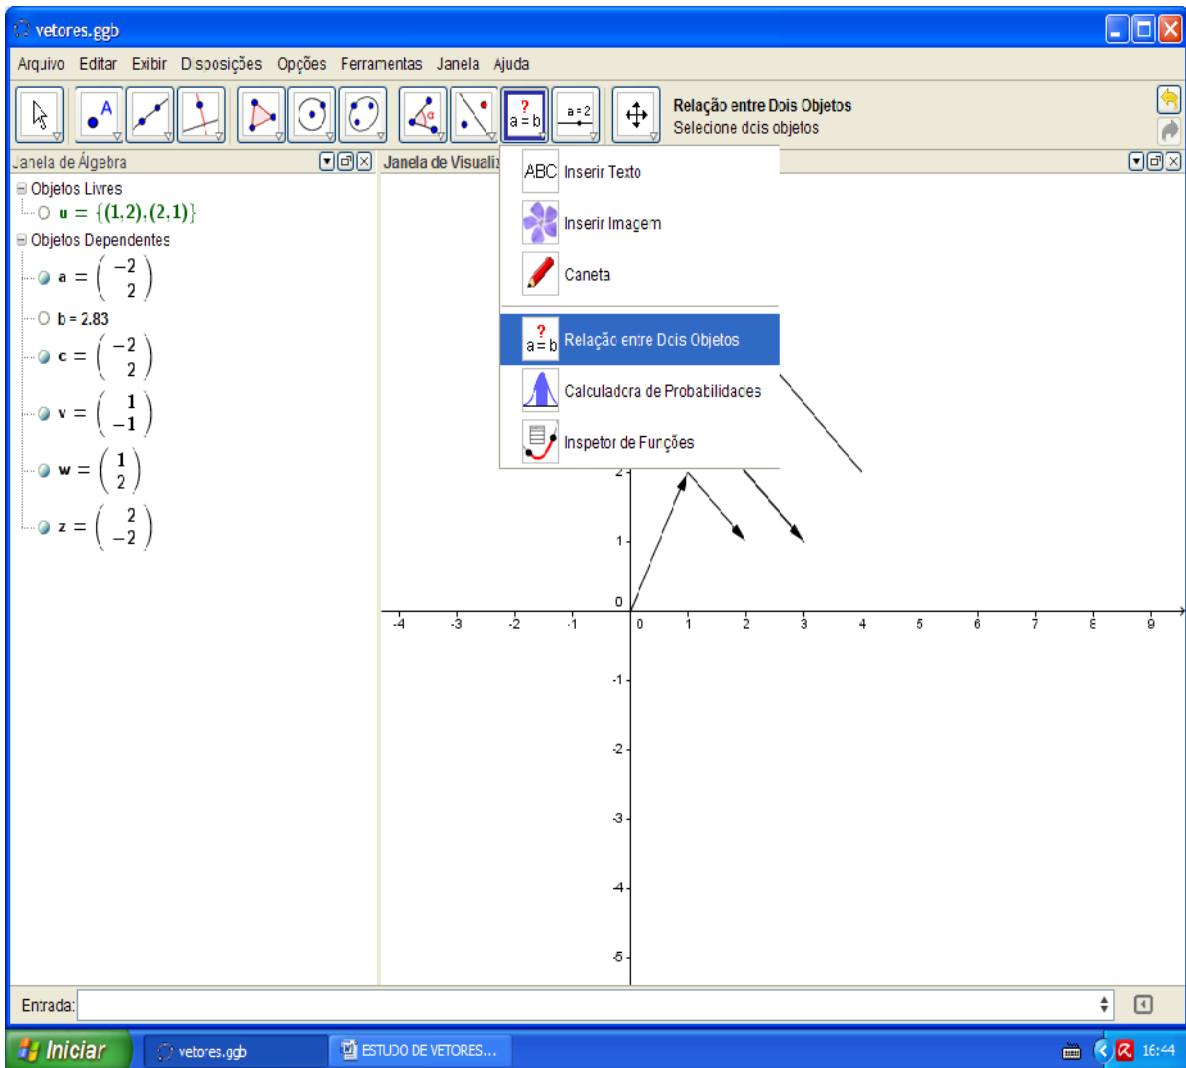 vetores.ggb
Arquivo Editar Exibir Disposições Opções Ferramentas Janela Ajuda
A
α
?
a = b
a = 2
Relação entre Dois Objetos
Selecione dois objetos
Janela de Álgebra
Janela de Visualiz
Objetos Livres
u = {(1,2),(2,1)}
Objetos Dependentes
a = ( −2
2 )
b = 2.83
c = ( −2
2 )
v = ( 1
−1 )
w = ( 1
2 )
z = ( 2
−2 )
ABC Inserir Texto
Inserir Imagem
Caneta
? a = b Relação entre Dois Objetos
Calculadora de Probabilidades
Inspetor de Funções
2
1
0
-4 -3 -2 -1 0 1 2 3 4 5 6 7 8 9
-1
-2
-3
-4
-5
Entrada:
Iniciar vetores.ggb ESTUDO DE VETORES... 16:44